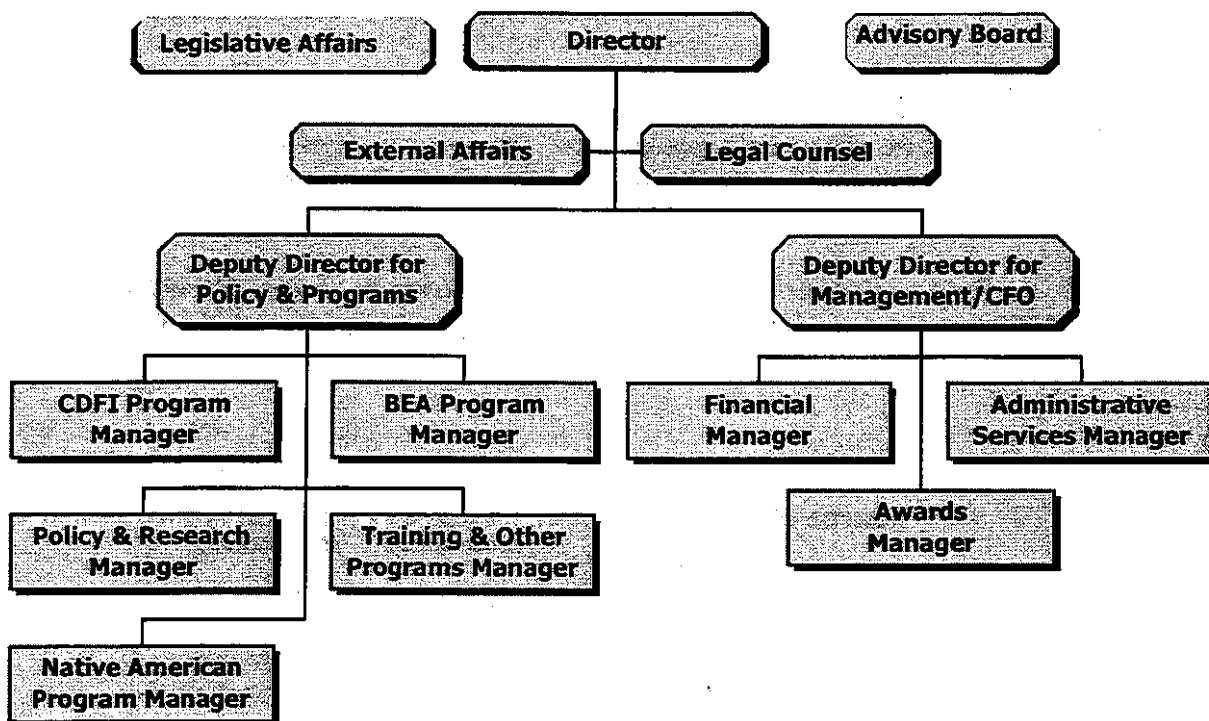 Legislative Affairs
Director
Advisory Board
External Affairs
Legal Counsel
Deputy Director for
Policy & Programs
Deputy Director for
Management/CFO
CDFI Program
Manager
BEA Program
Manager
Financial
Manager
Administrative
Services Manager
Policy & Research
Manager
Training & Other
Programs Manager
Awards
Manager
Native American
Program Manager